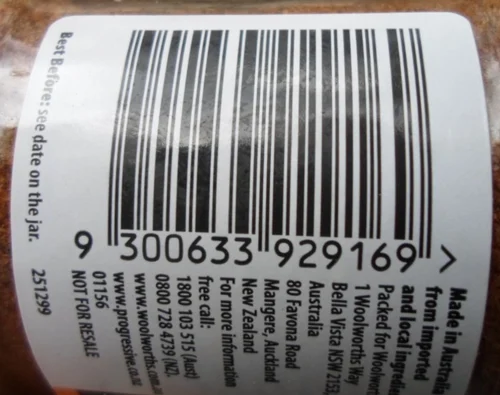 9 300633 929169 >
Made in Australia
from imported
and local
Packed for
1 Woolworths Way
Bella Vista NSW 2153,
Australia
80 Favona Road
Mangere, Auckland
New Zealand
For more information
free call:
1800 103 515 (Aust)
0800 728 4739 (NZ).
www.woolworths.com.au
www.progressive.co.nz
01156
NOT FOR RESALE
Best Before: see date on the jar. 251299